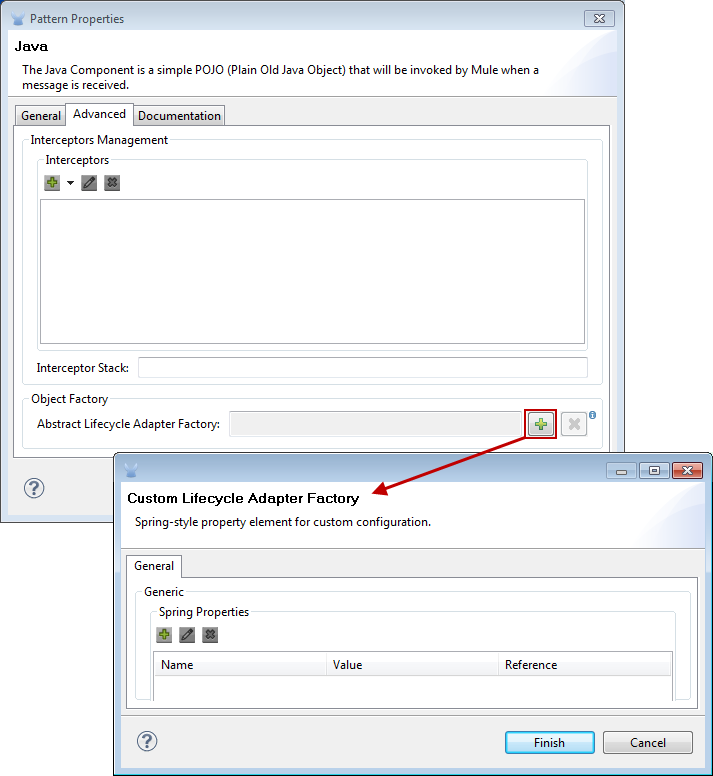 Pattern Properties
Java
The Java Component is a simple POJO (Plain Old Java Object) that will be invoked by Mule when a
message is received.
General Advanced Documentation
Interceptors Management
Interceptors
Interceptor Stack:
Object Factory
Abstract Lifecycle Adapter Factory:
Custom Lifecycle Adapter Factory
Spring-style property element for custom configuration.
General
Generic
Spring Properties
Name Value Reference
Finish Cancel